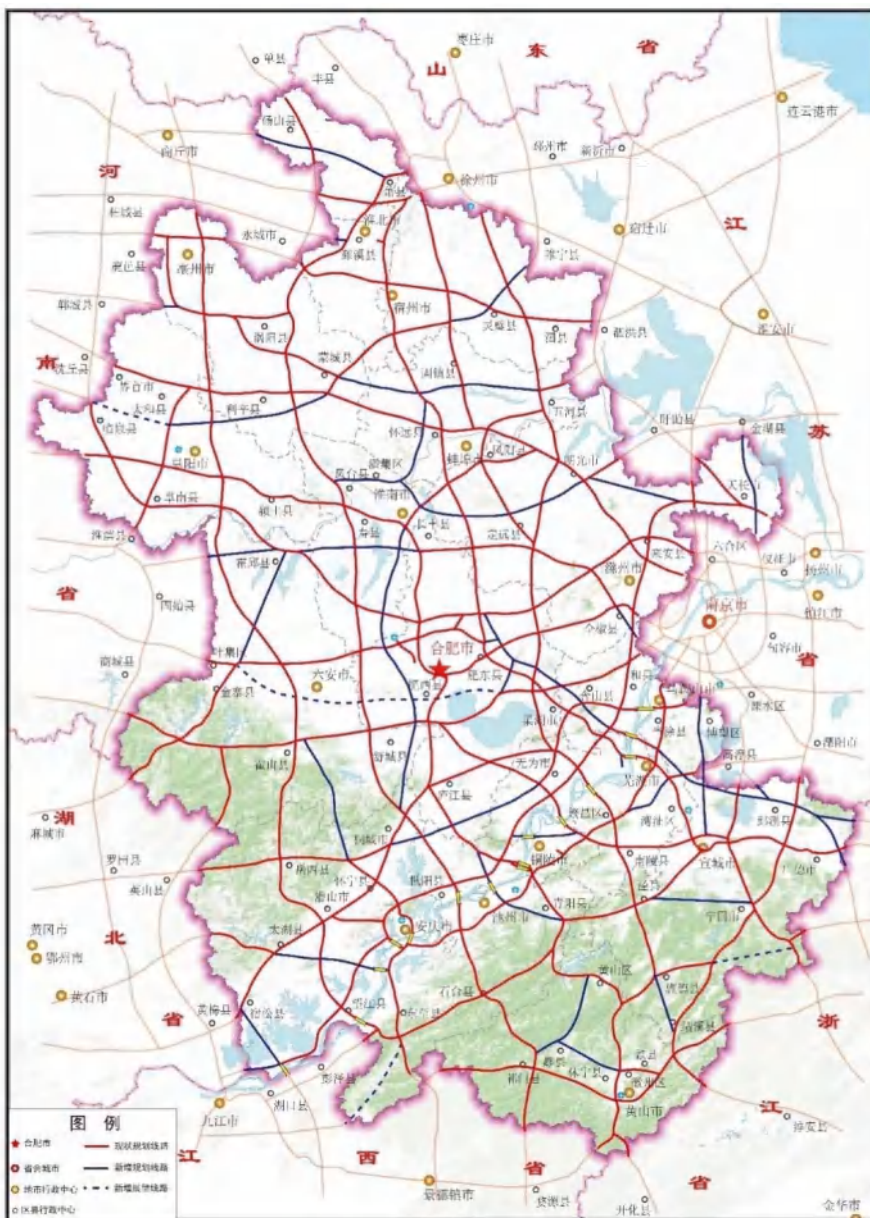 枣庄市
单县
山 东 省
丰县
连云港市
砀山县
商丘市
邳州市
新沂市
河
徐州市
萧县
柘城县
永城市
淮北市
濉溪县
宿迁市
江
睢宁县
鹿邑县
亳州市
郸城县
宿州市
灵璧县
泗县
泗洪县
淮安市
涡阳县
南
沈丘县
界首市
太和县
蒙城县
固镇县
利辛县
五河县
临泉县
怀远县
盱眙县
金湖县
苏
阜阳市
蚌埠市
凤阳县
明光市
凤台县
潘集区
天长市
阜南县
淮南市
颍上县
寿县
长丰县
定远县
淮滨县
来安县
六合区
仪征市
扬州市
霍邱县
滁州市
镇江市
省
固始县
南京市
全椒县
句容市
合肥市
省
商城县
叶集区
六安市
肥西县
肥东县
含山县
和县
马鞍山市
金寨县
巢湖市
当涂县
博望区
溧水区
溧阳市
高淳县
霍山县
舒城县
无为市
芜湖市
湖
麻城市
庐江县
繁昌区
湾沚区
郎溪县
桐城市
罗田县
铜陵市
南陵县
宣城市
广德市
英山县
岳西县
怀宁县
枞阳县
潜山市
青阳县
泾县
宁国市
池州市
黄冈市
北
安庆市
鄂州市
太湖县
黄山区
旌德县
黄石市
石台县
省
黄梅县
宿松县
望江县
东至县
绩溪县
浙
黟县
歙县
祁门县
休宁县
徽州区
彭泽县
黄山市
九江市
湖口县
江
淳安县
江 西 省
省
景德镇市
婺源县
开化县
金华市
图 例
合肥市
现状规划线路
省会城市
新增规划线路
地市行政中心
新增展望线路
区县行政中心